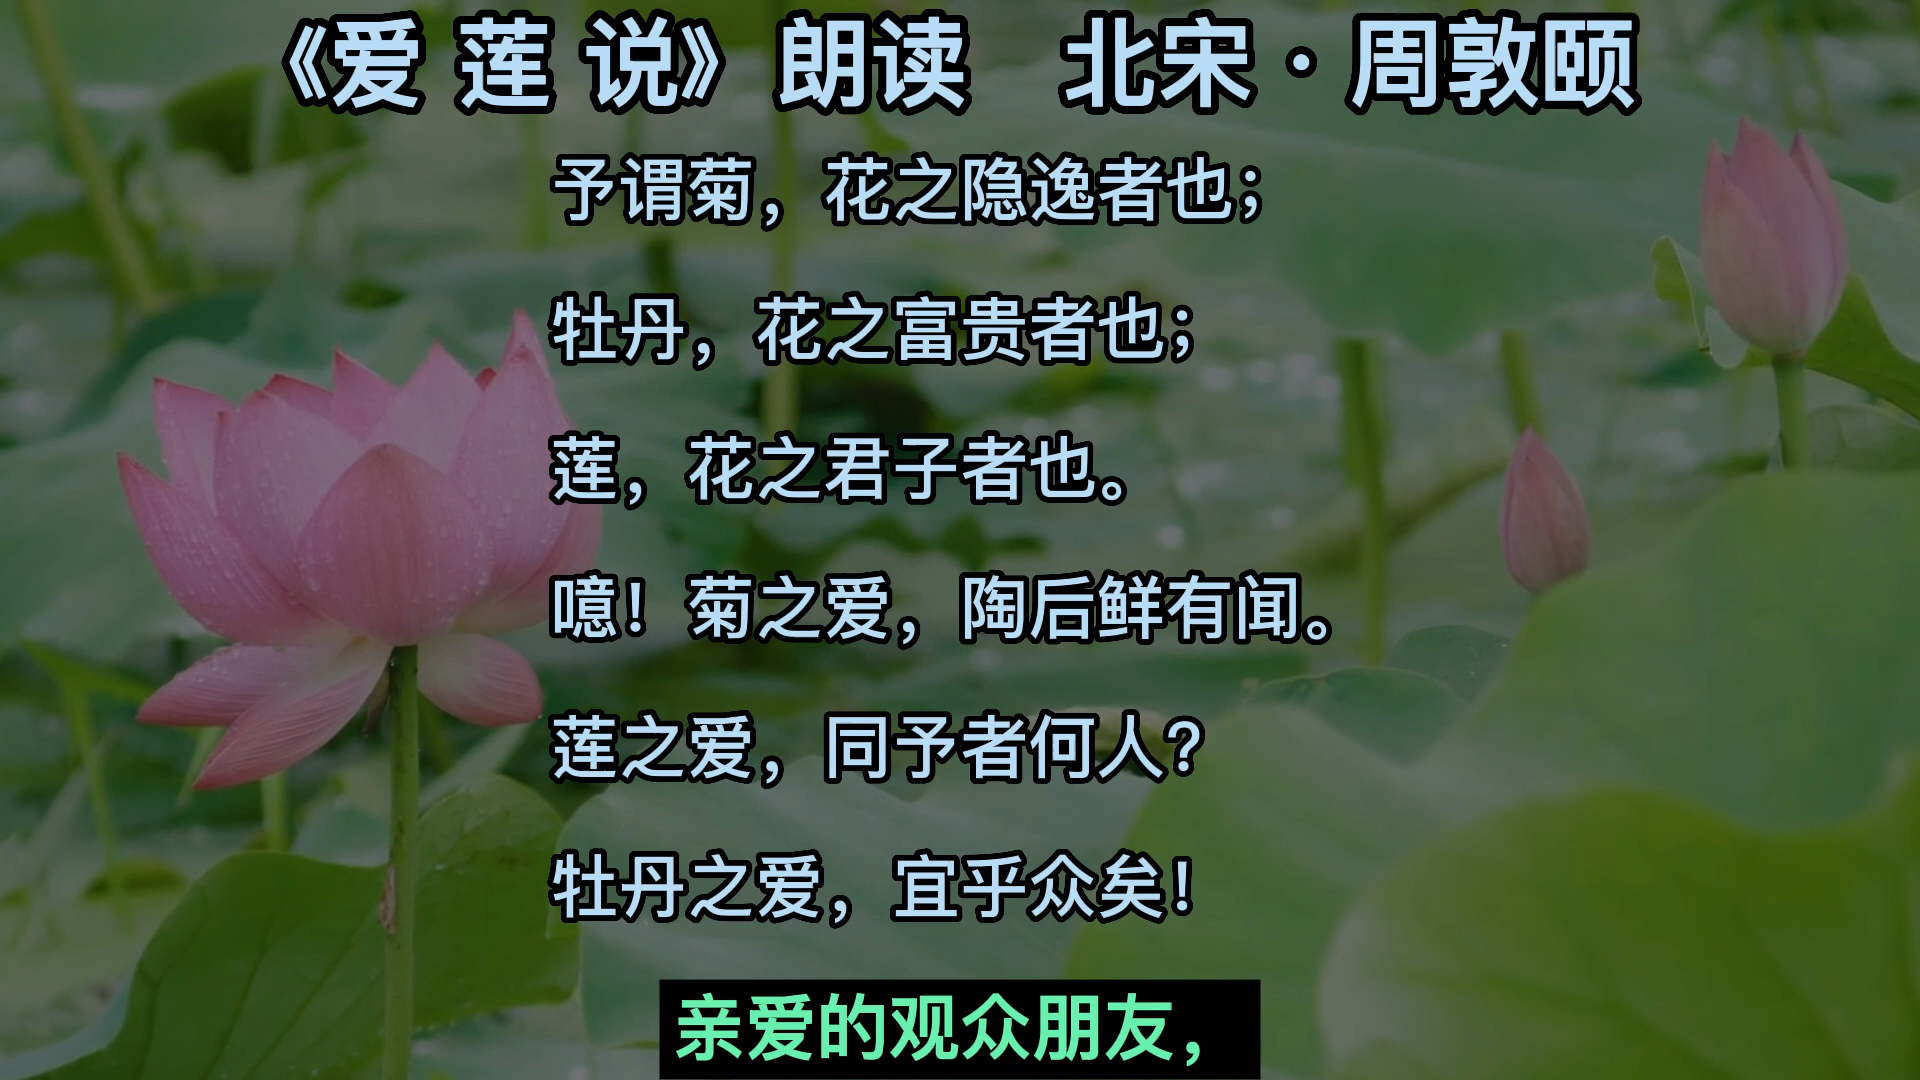 《爱 莲 说》朗读　北宋·周敦颐
予谓菊，花之隐逸者也；
牡丹，花之富贵者也；
莲，花之君子者也。
噫！菊之爱，陶后鲜有闻。
莲之爱，同予者何人？
牡丹之爱，宜乎众矣！
亲爱的观众朋友，